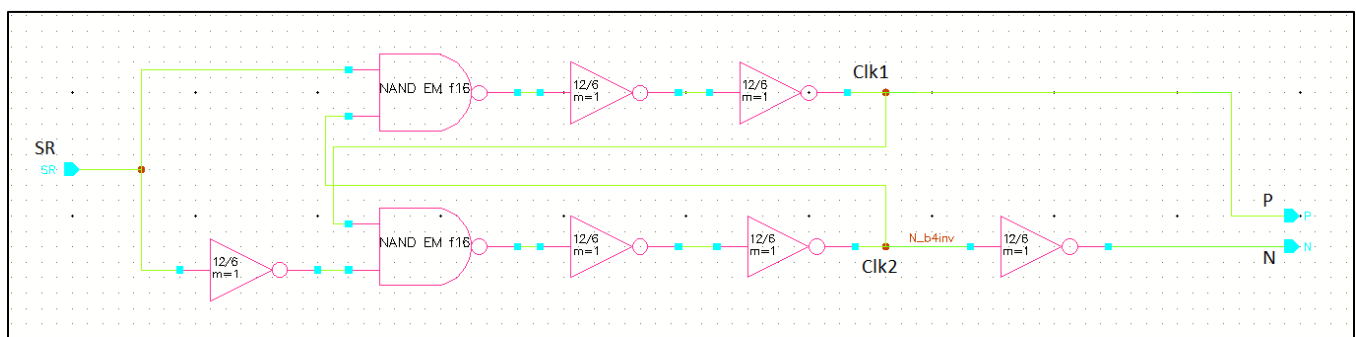 NAND EM f16
12/6
m=1
12/6
m=1
Clk1
SR
SR
P
P
NAND EM f16
12/6
m=1
12/6
m=1
N_b4inv
12/6
m=1
N
N
12/6
m=1
Clk2